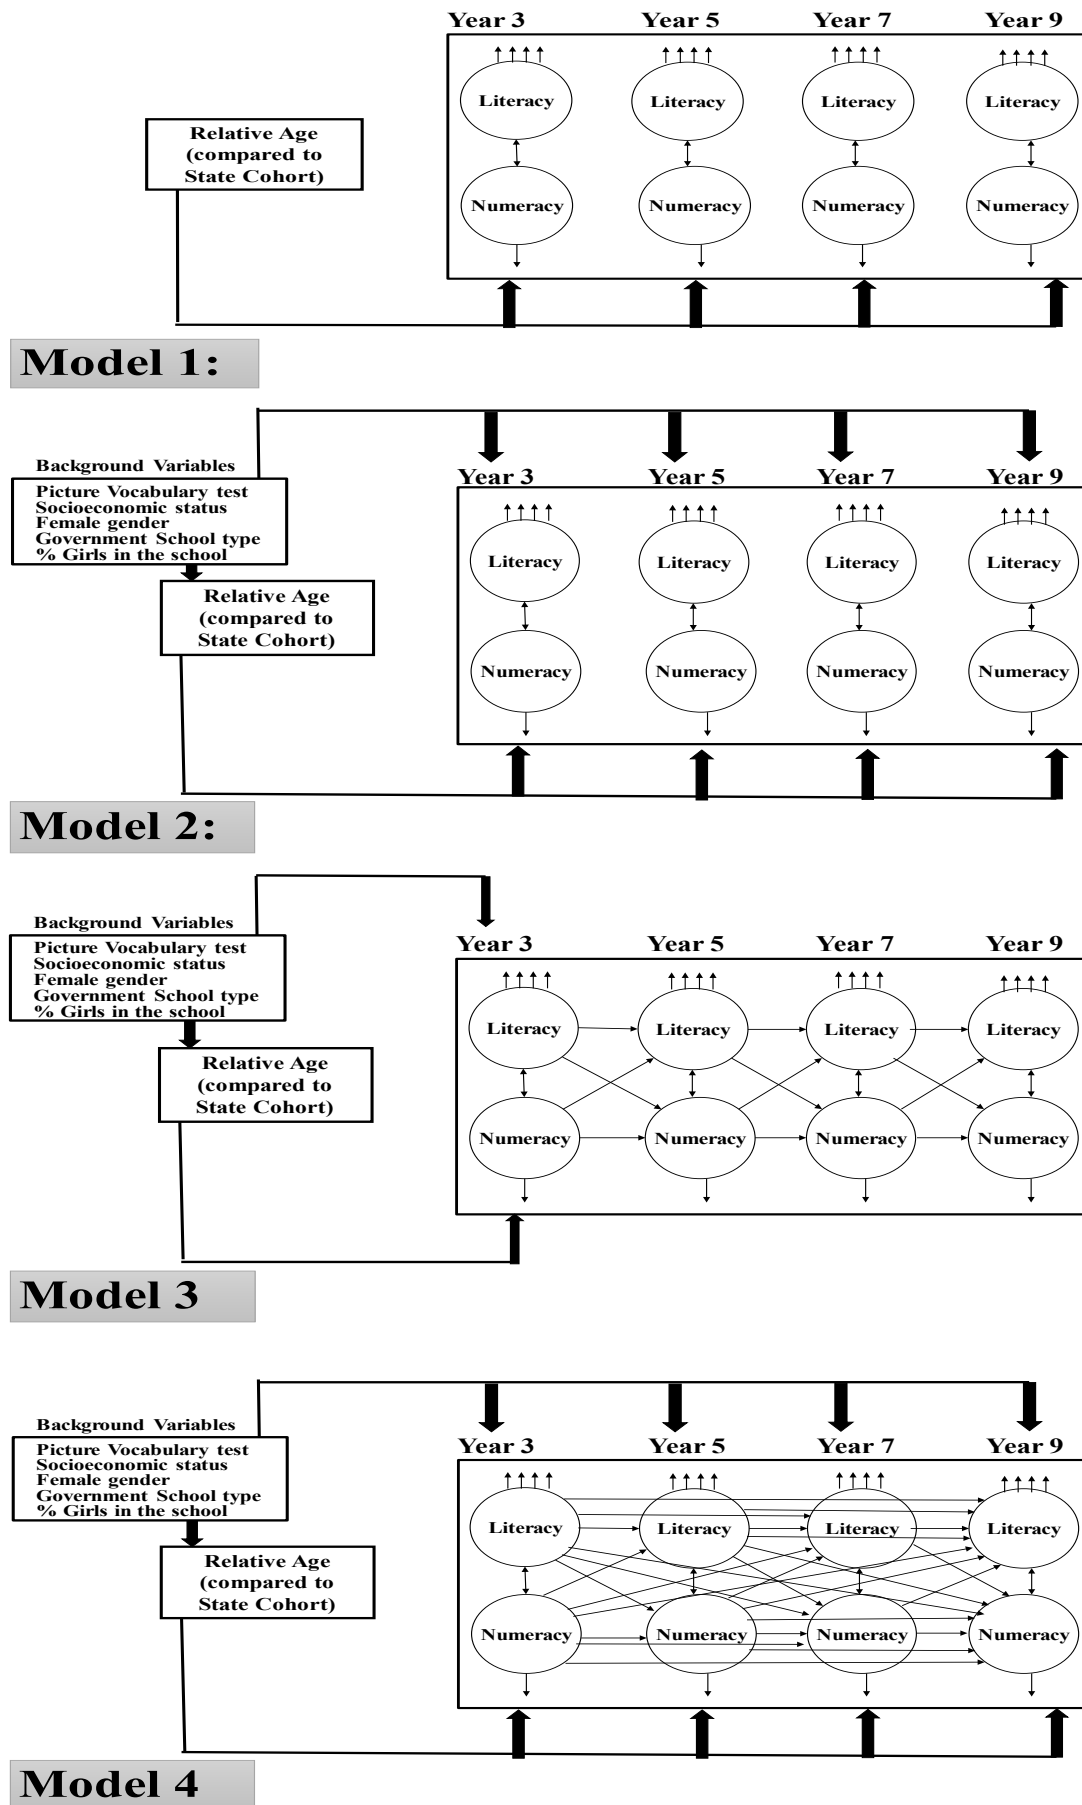 Year 3 Year 5 Year 7 Year 9
Literacy Literacy Literacy Literacy
Relative Age
(compared to
State Cohort)
Numeracy Numeracy Numeracy Numeracy
Model 1:
Background Variables
Picture Vocabulary test
Socioeconomic status
Female gender
Government School type
% Girls in the school
Year 3 Year 5 Year 7 Year 9
Literacy Literacy Literacy Literacy
Relative Age
(compared to
State Cohort)
Numeracy Numeracy Numeracy Numeracy
Model 2:
Background Variables
Picture Vocabulary test
Socioeconomic status
Female gender
Government School type
% Girls in the school
Year 3 Year 5 Year 7 Year 9
Literacy Literacy Literacy Literacy
Relative Age
(compared to
State Cohort)
Numeracy Numeracy Numeracy Numeracy
Model 3
Background Variables
Picture Vocabulary test
Socioeconomic status
Female gender
Government School type
% Girls in the school
Year 3 Year 5 Year 7 Year 9
Literacy Literacy Literacy Literacy
Relative Age
(compared to
State Cohort)
Numeracy Numeracy Numeracy Numeracy
Model 4